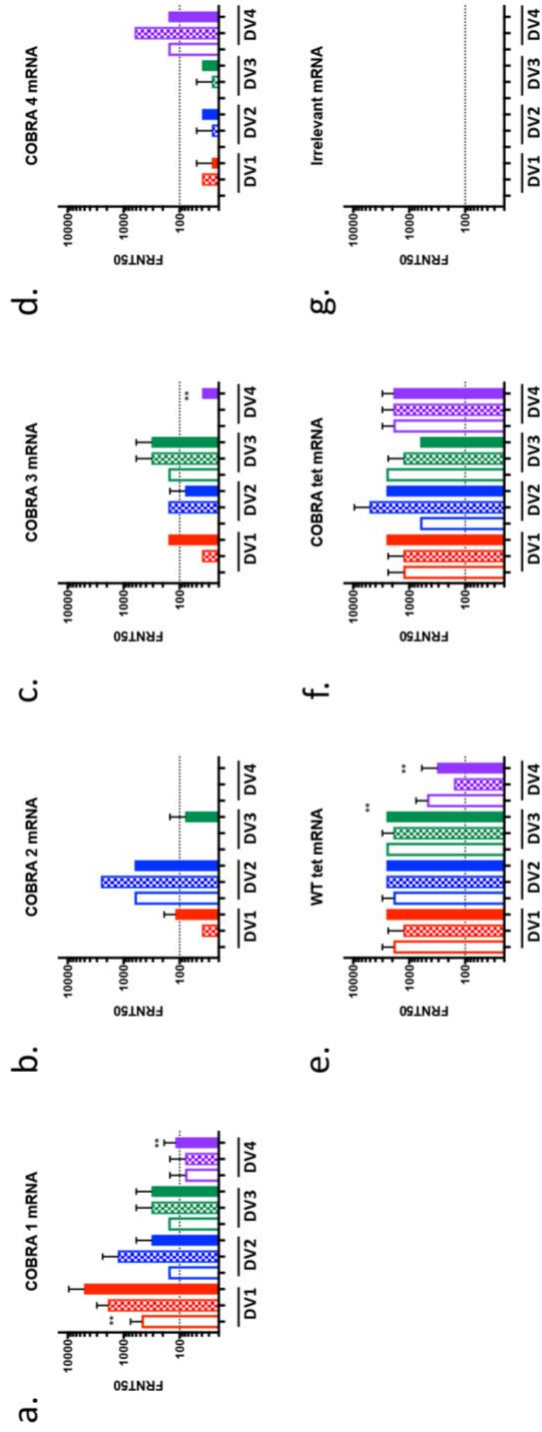 a.
COBRA 1 mRNA
10000
1000
100
FRNT50
**
**
DV1 DV2 DV3 DV4
b.
COBRA 2 mRNA
10000
1000
100
FRNT50
DV1 DV2 DV3 DV4
c.
COBRA 3 mRNA
10000
1000
100
FRNT50
**
DV1 DV2 DV3 DV4
d.
COBRA 4 mRNA
10000
1000
100
FRNT50
DV1 DV2 DV3 DV4
e.
WT tet mRNA
10000
1000
100
FRNT50
**
**
DV1 DV2 DV3 DV4
f.
COBRA tet mRNA
10000
1000
100
FRNT50
DV1 DV2 DV3 DV4
g.
Irrelevant mRNA
10000
1000
100
FRNT50
DV1 DV2 DV3 DV4